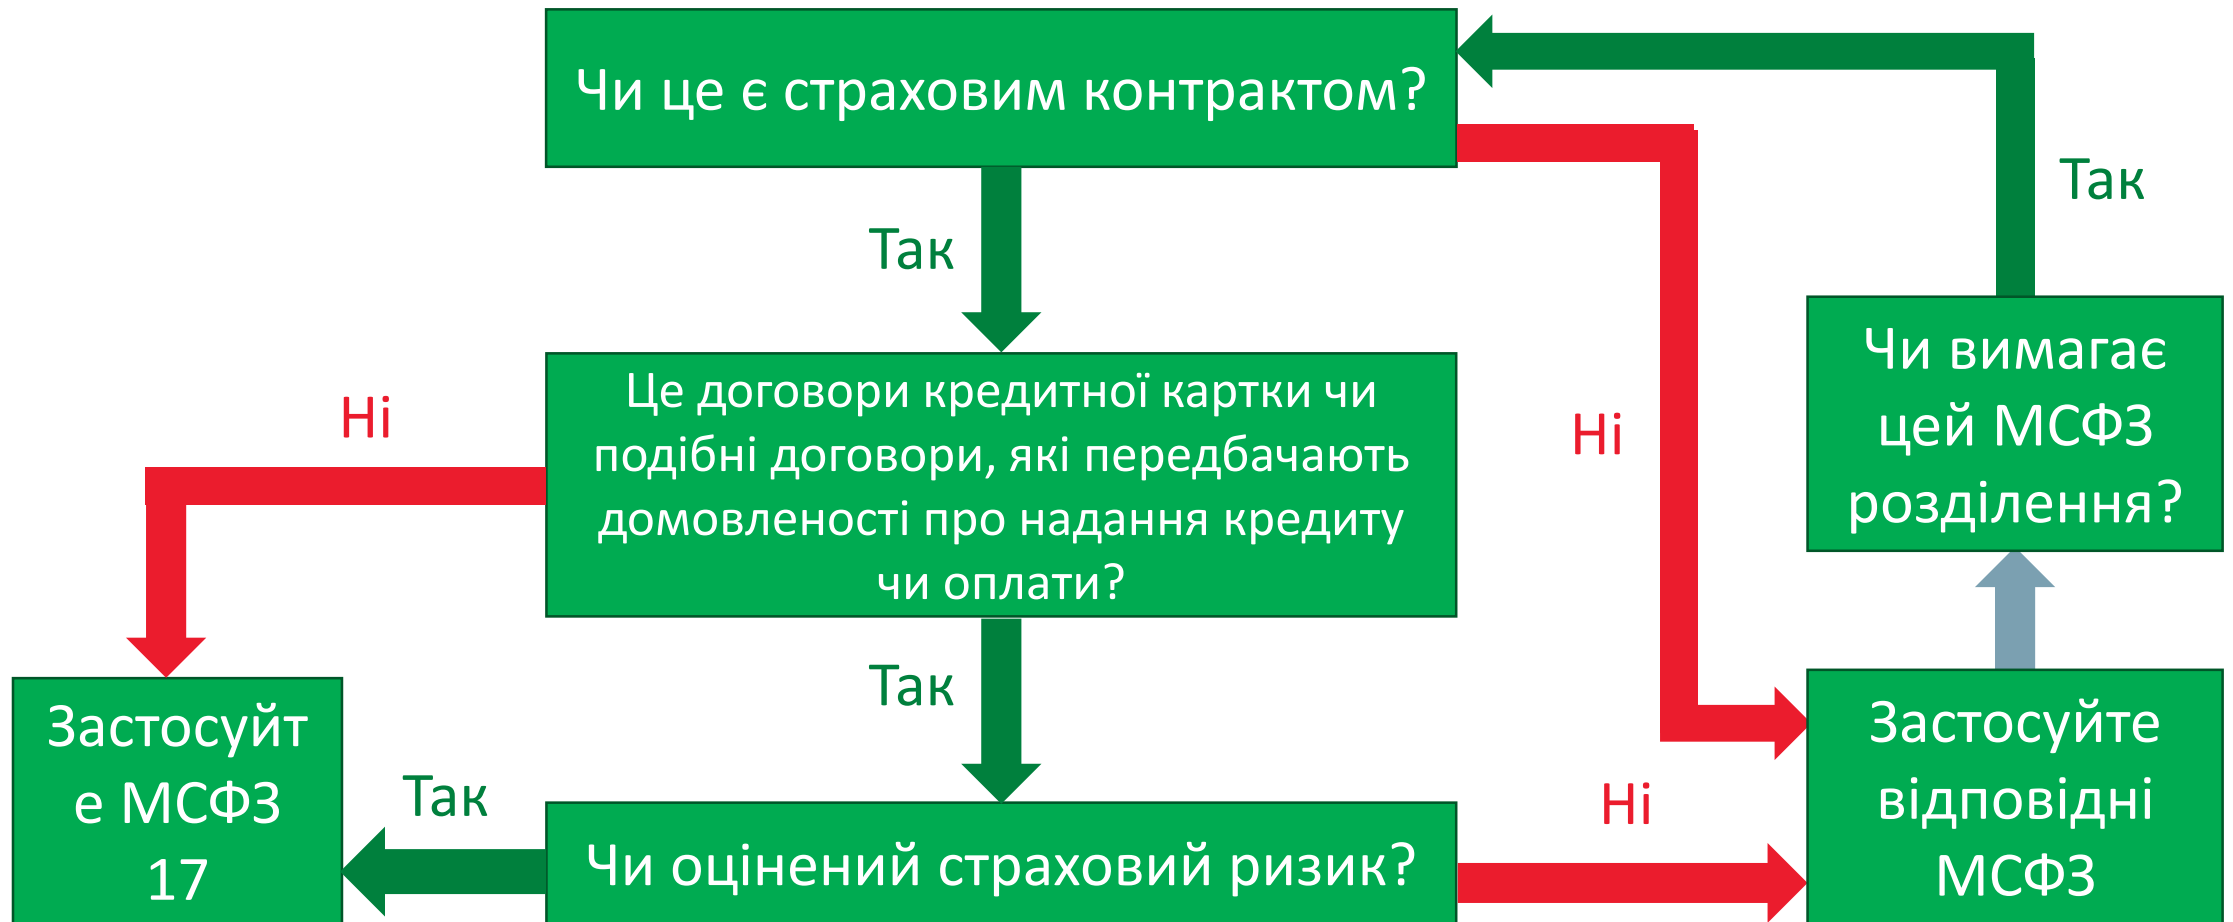 Чи це є страховим контрактом?
Так
Так
Чи вимагає
цей МСФЗ
розділення?
Ні
Це договори кредитної картки чи
подібні договори, які передбачають
домовленості про надання кредиту
чи оплати?
Ні
Так
Застосуйт
е МСФЗ
17
Так
Чи оцінений страховий ризик?
Ні
Застосуйте
відповідні
МСФЗ